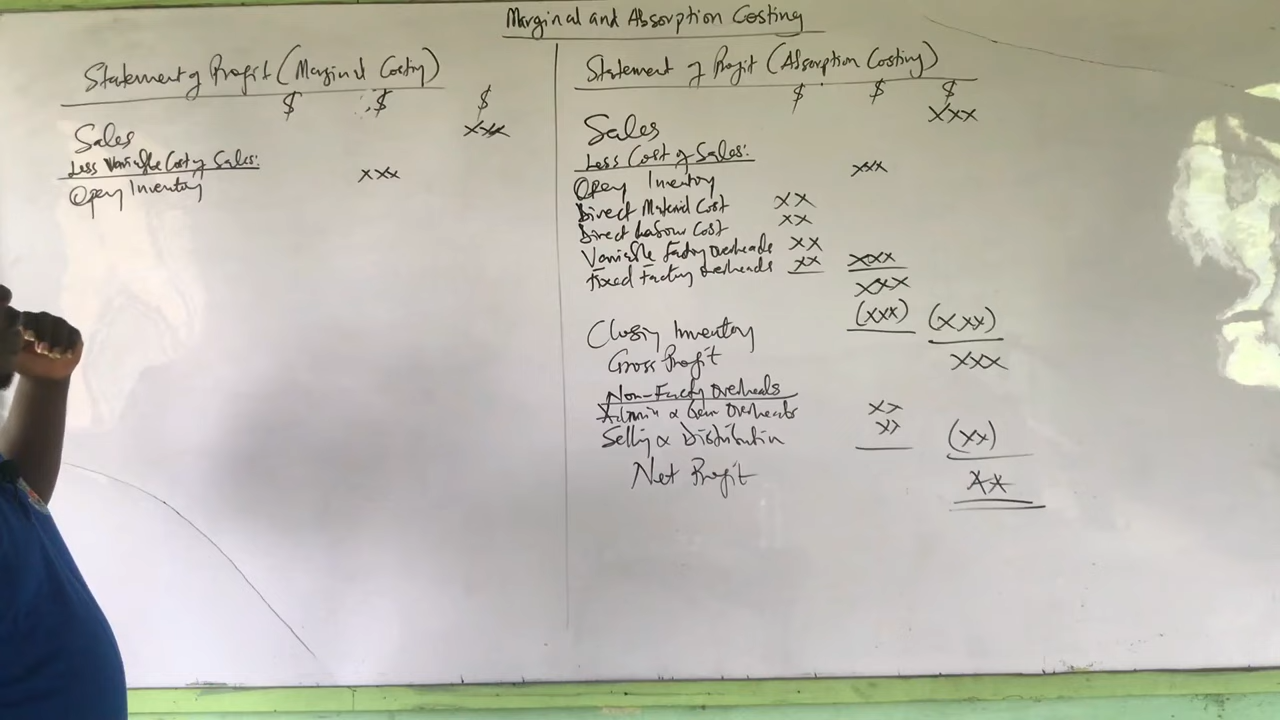 Marginal and Absorption Costing
Statement of Profit (Marginal Costing)
$ $ $
Sales xxx
Less Variable Cost of Sales:
Opening Inventory xxx
Statement of Profit (Absorption Costing)
$ $ $
Sales xxx
Less Cost of Sales:
Opening Inventory xxx
Direct Material Cost xx
Direct Labour Cost xx
Variable Factory Overheads xx
Fixed Factory Overheads xx xxx
xxx
Closing Inventory (xxx) (xxx)
Gross Profit xxx
Non-Factory Overheads
Admin & Gen Overheads xx
Selling & Distribution xx (xx)
Net Profit xx